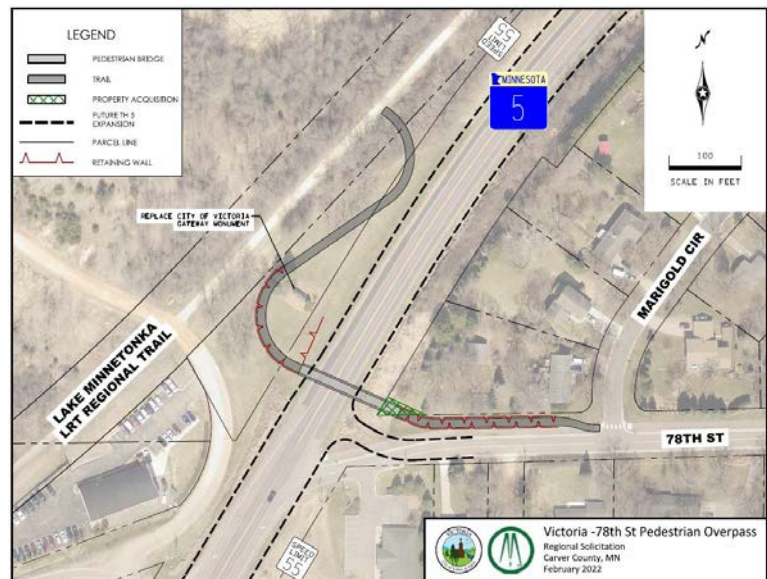 LEGEND
PEDESTRIAN BRIDGE
TRAIL
PROPERTY ACQUISITION
FUTURE TH 5
EXPANSION
PARCEL LINE
RETAINING WALL
SPEED
LIMIT
55
MINNESOTA
5
N
100
SCALE IN FEET
REPLACE CITY OF VICTORIA
GATEWAY MONUMENT
MARIGOLD CIR
LAKE MINNETONKA
LRT REGIONAL TRAIL
78TH ST
SPEED
LIMIT
55
Victoria -78th St Pedestrian Overpass
Regional Solicitation
Carver County, MN
February 2022